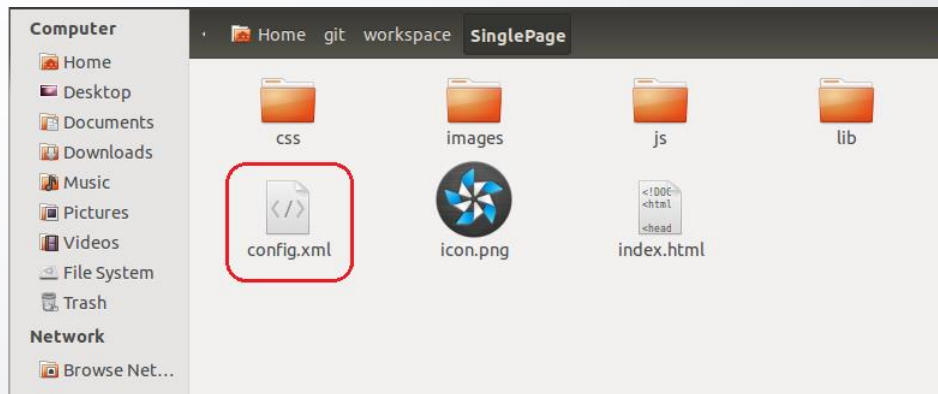 Computer
Home
Desktop
Documents
Downloads
Music
Pictures
Videos
File System
Trash
Network
Browse Net...
Home git workspace SinglePage
css images js lib
</>
<!DOC
<html
<head
config.xml icon.png index.html